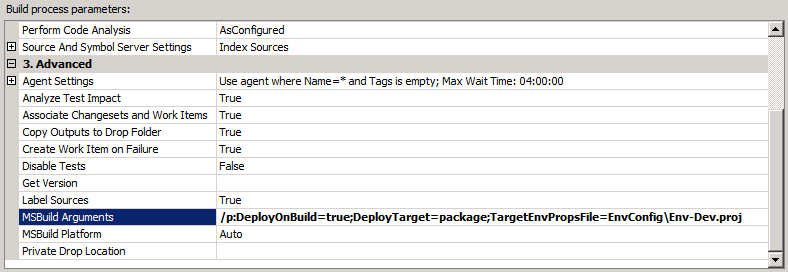 Build process parameters:
Perform Code Analysis AsConfigured
Source And Symbol Server Settings Index Sources
3. Advanced
Agent Settings Use agent where Name=* and Tags is empty; Max Wait Time: 04:00:00
Analyze Test Impact True
Associate Changesets and Work Items True
Copy Outputs to Drop Folder True
Create Work Item on Failure True
Disable Tests False
Get Version
Label Sources True
MSBuild Arguments /p:DeployOnBuild=true;DeployTarget=package;TargetEnvPropsFile=EnvConfig\Env-Dev.proj
MSBuild Platform Auto
Private Drop Location